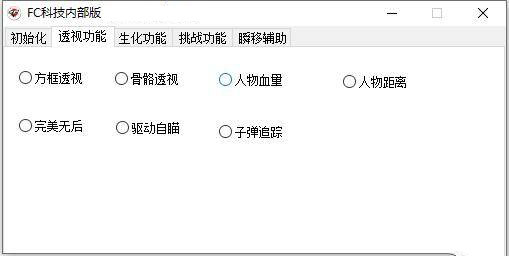 FC科技内部版
初始化 透视功能 生化功能 挑战功能 瞬移辅助
方框透视 骨骼透视 人物血量 人物距离
完美无后 驱动自瞄 子弹追踪